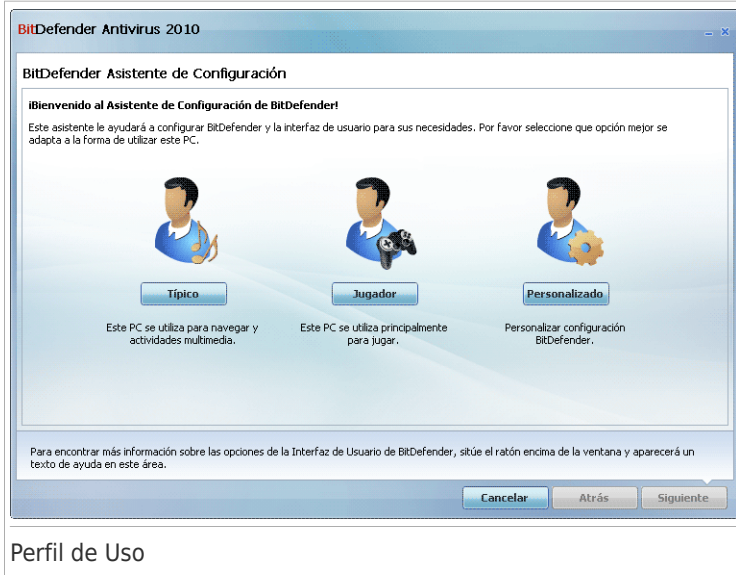 BitDefender Antivirus 2010
BitDefender Asistente de Configuración
¡Bienvenido al Asistente de Configuración de BitDefender!
Este asistente le ayudará a configurar BitDefender y la interfaz de usuario para sus necesidades. Por favor seleccione que opción mejor se
adapta a la forma de utilizar este PC.
Típico
Jugador
Personalizado
Este PC se utiliza para navegar y
actividades multimedia.
Este PC se utiliza principalmente
para jugar.
Personalizar configuración
BitDefender.
Para encontrar más información sobre las opciones de la Interfaz de Usuario de BitDefender, sitúe el ratón encima de la ventana y aparecerá un
texto de ayuda en este área.
Cancelar
Atrás
Siguiente
Perfil de Uso